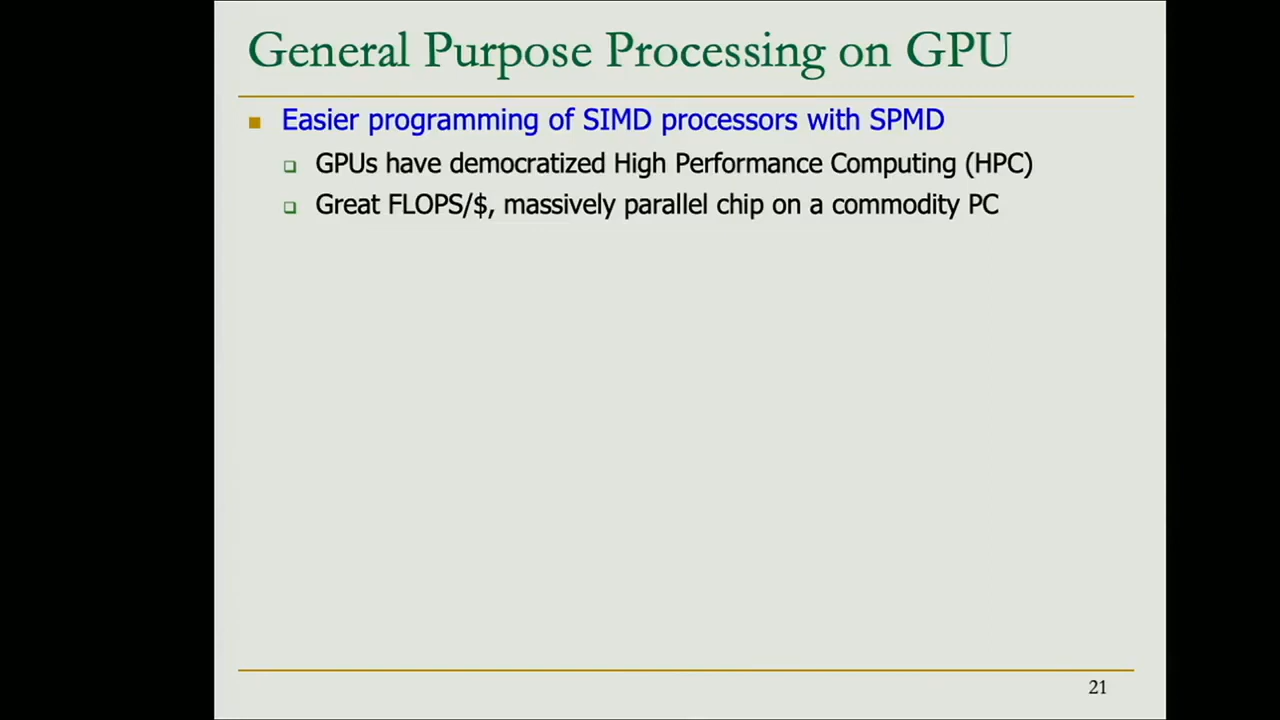 General Purpose Processing on GPU
Easier programming of SIMD processors with SPMD
GPUs have democratized High Performance Computing (HPC)
Great FLOPS/$, massively parallel chip on a commodity PC
21